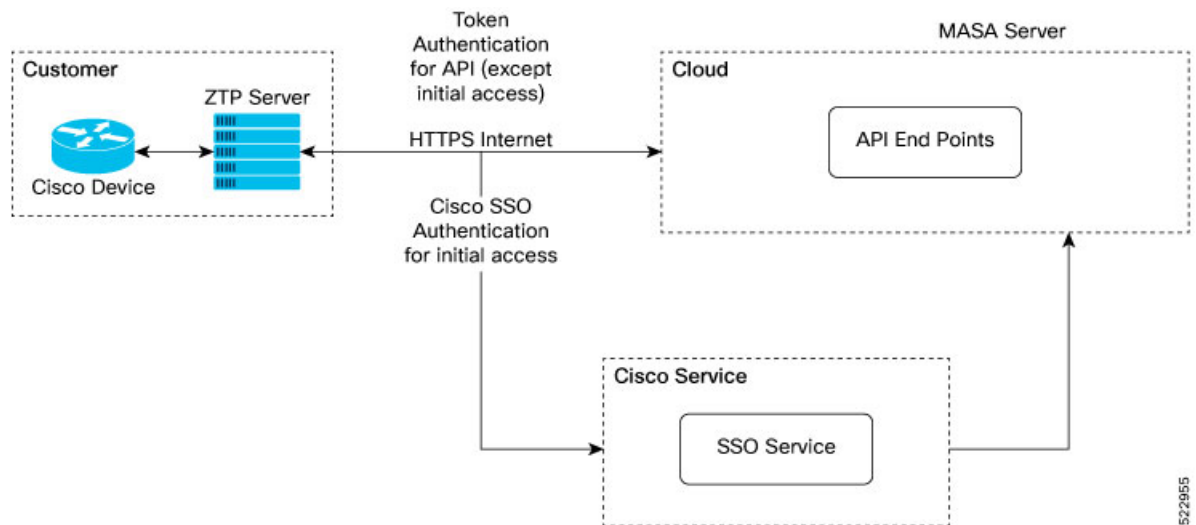 Token
Authentication
for API (except
initial access)
MASA Server
Customer
ZTP Server
Cisco Device
HTTPS Internet
Cloud
API End Points
Cisco SSO
Authentication
for initial access
Cisco Service
SSO Service
522955